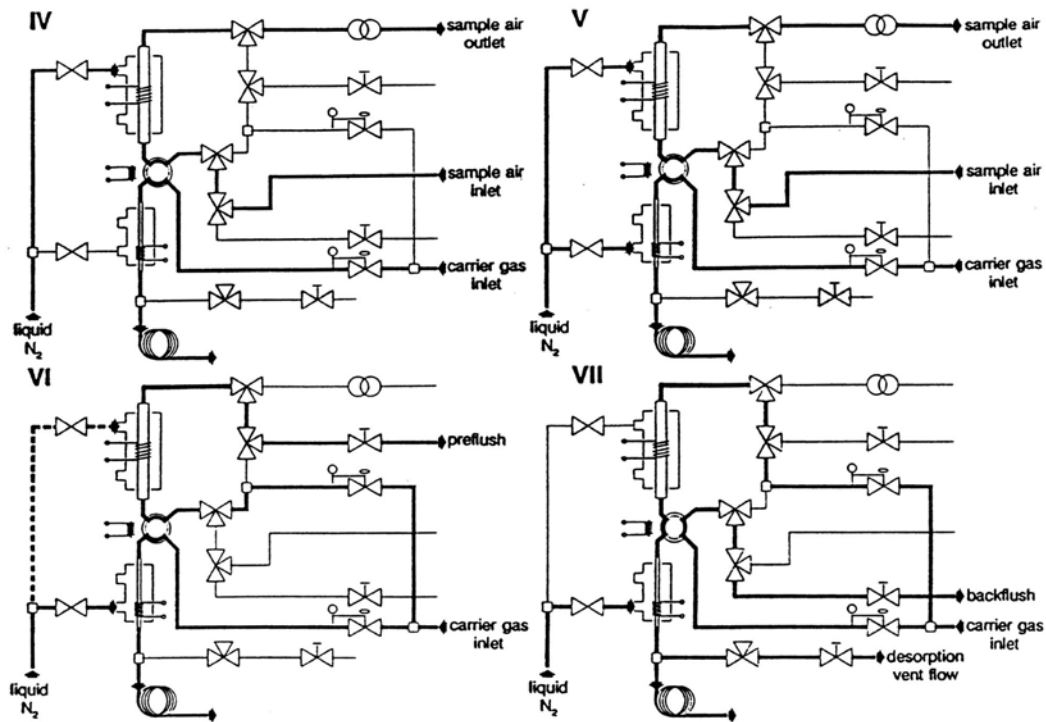 IV
sample air
outlet
sample air
inlet
carrier gas
inlet
liquid
N₂
V
sample air
outlet
sample air
inlet
carrier gas
inlet
liquid
N₂
VI
preflush
carrier gas
inlet
liquid
N₂
VII
backflush
carrier gas
inlet
desorption
vent flow
liquid
N₂